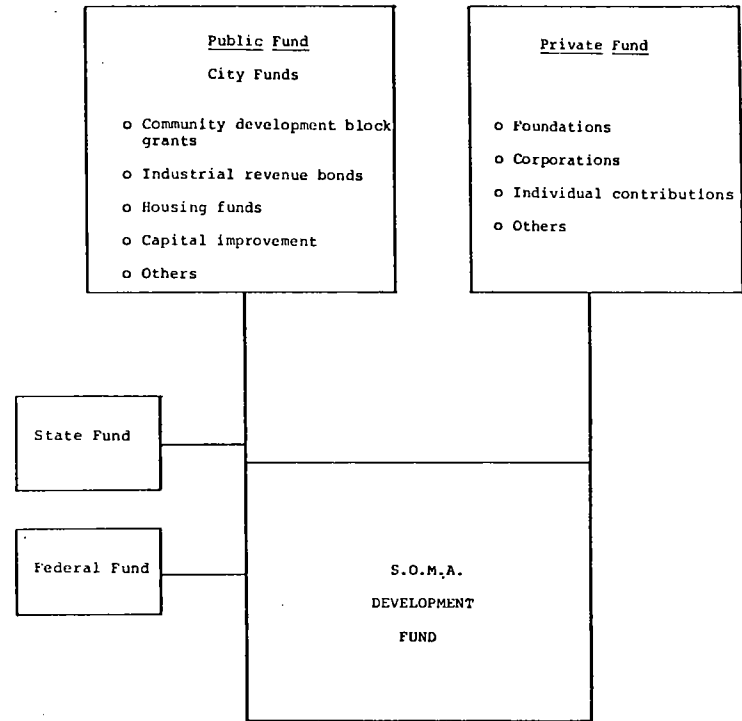 Public Fund
City Funds
o Community development block
grants
o Industrial revenue bonds
o Housing funds
o Capital improvement
o Others
Private Fund
o Foundations
o Corporations
o Individual contributions
o Others
State Fund
Federal Fund
S.O.M.A.
DEVELOPMENT
FUND